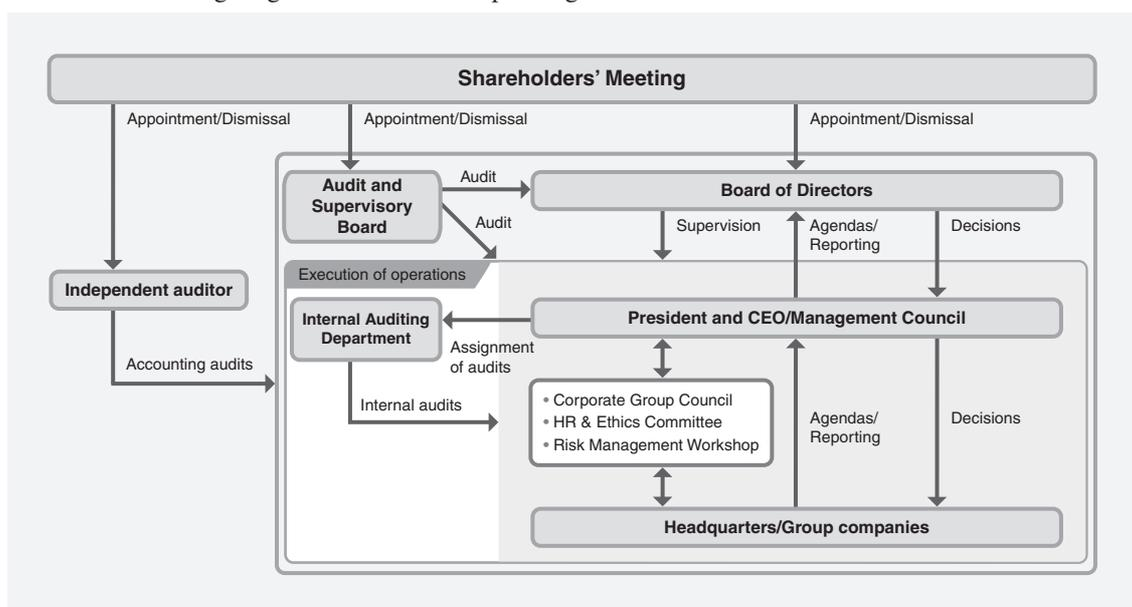 Shareholders’ Meeting
Appointment/Dismissal
Appointment/Dismissal
Appointment/Dismissal
Audit and
Supervisory
Board
Audit
Audit
Board of Directors
Supervision
Agendas/
Reporting
Decisions
Execution of operations
Independent auditor
Accounting audits
Internal Auditing
Department
Assignment
of audits
Internal audits
President and CEO/Management Council
• Corporate Group Council
• HR & Ethics Committee
• Risk Management Workshop
Agendas/
Reporting
Decisions
Headquarters/Group companies